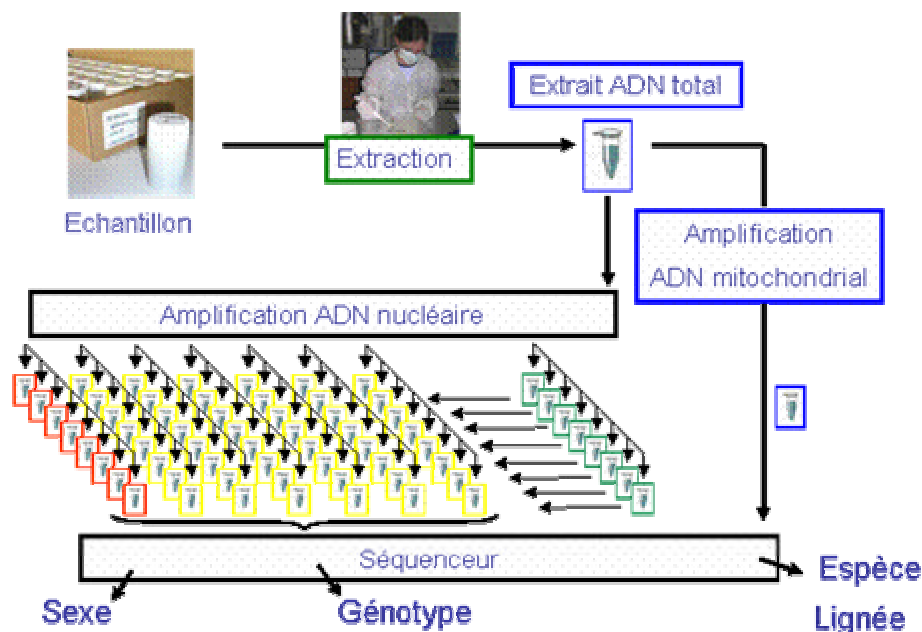 Extrait ADN total
Extraction
Echantillon
Amplification
ADN mitochondrial
Amplification ADN nucléaire
Séquenceur
Espèce
Sexe
Génotype
Lignée